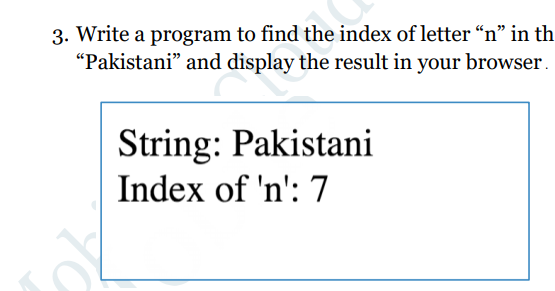 3. Write a program to find the index of letter “n” in th
“Pakistani” and display the result in your browser.
String: Pakistani
Index of 'n': 7